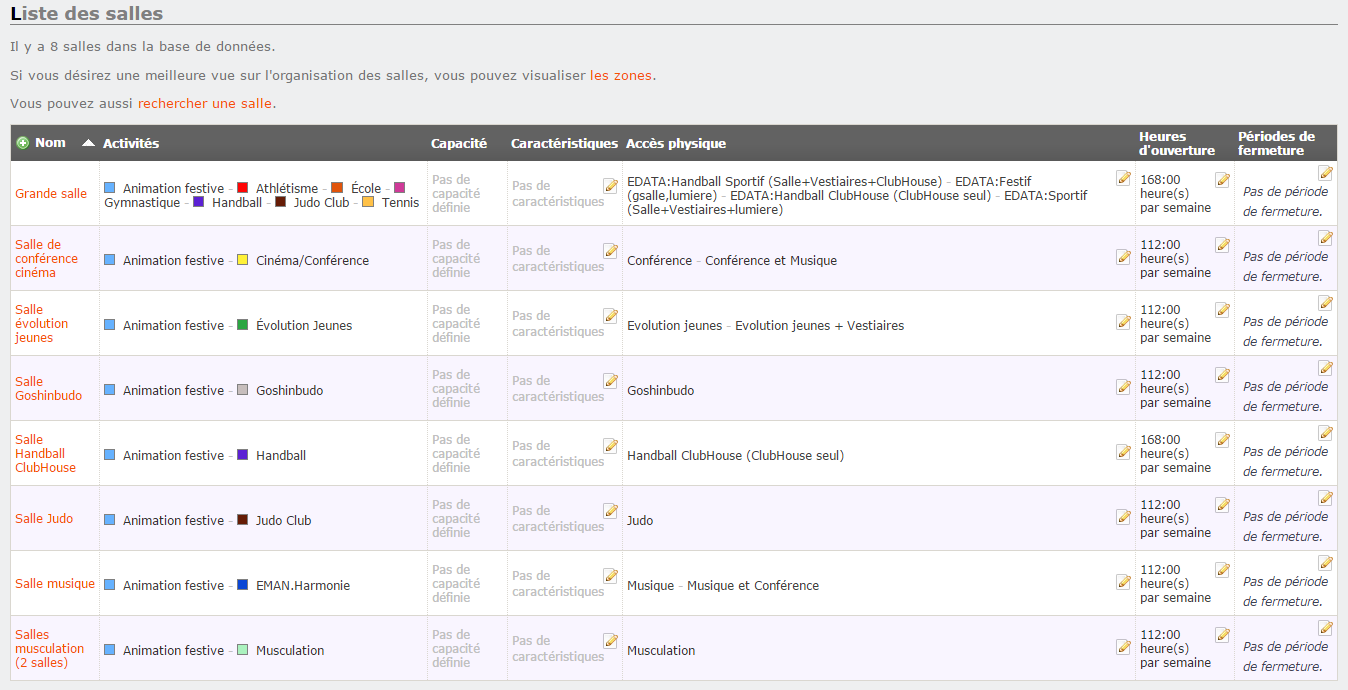 Liste des salles
Il y a 8 salles dans la base de données.
Si vous désirez une meilleure vue sur l'organisation des salles, vous pouvez visualiser les zones.
Vous pouvez aussi rechercher une salle.
Nom Activités Capacité Caractéristiques Accès physique Heures d'ouverture Périodes de fermeture
Grande salle
Animation festive - Athlétisme - École -
Gymnastique - Handball - Judo Club - Tennis
Pas de
capacité
définie
Pas de
caractéristiques
EDATA:Handball Sportif (Salle+Vestiaires+ClubHouse) - EDATA:Festif
(gsalle,lumiere) - EDATA:Handball ClubHouse (ClubHouse seul) - EDATA:Sportif
(Salle+Vestiaires+lumiere)
168:00
heure(s)
par semaine
Pas de période
de fermeture.
Salle de
conférence
cinéma
Animation festive - Cinéma/Conférence
Pas de
capacité
définie
Pas de
caractéristiques
Conférence - Conférence et Musique
112:00
heure(s)
par semaine
Pas de période
de fermeture.
Salle
évolution
jeunes
Animation festive - Évolution Jeunes
Pas de
capacité
définie
Pas de
caractéristiques
Evolution jeunes - Evolution jeunes + Vestiaires
112:00
heure(s)
par semaine
Pas de période
de fermeture.
Salle
Goshinbudo
Animation festive - Goshinbudo
Pas de
capacité
définie
Pas de
caractéristiques
Goshinbudo
112:00
heure(s)
par semaine
Pas de période
de fermeture.
Salle
Handball
ClubHouse
Animation festive - Handball
Pas de
capacité
définie
Pas de
caractéristiques
Handball ClubHouse (ClubHouse seul)
168:00
heure(s)
par semaine
Pas de période
de fermeture.
Salle Judo
Animation festive - Judo Club
Pas de
capacité
définie
Pas de
caractéristiques
Judo
112:00
heure(s)
par semaine
Pas de période
de fermeture.
Salle musique
Animation festive - EMAN.Harmonie
Pas de
capacité
définie
Pas de
caractéristiques
Musique - Musique et Conférence
112:00
heure(s)
par semaine
Pas de période
de fermeture.
Salles
musculation
(2 salles)
Animation festive - Musculation
Pas de
capacité
définie
Pas de
caractéristiques
Musculation
112:00
heure(s)
par semaine
Pas de période
de fermeture.